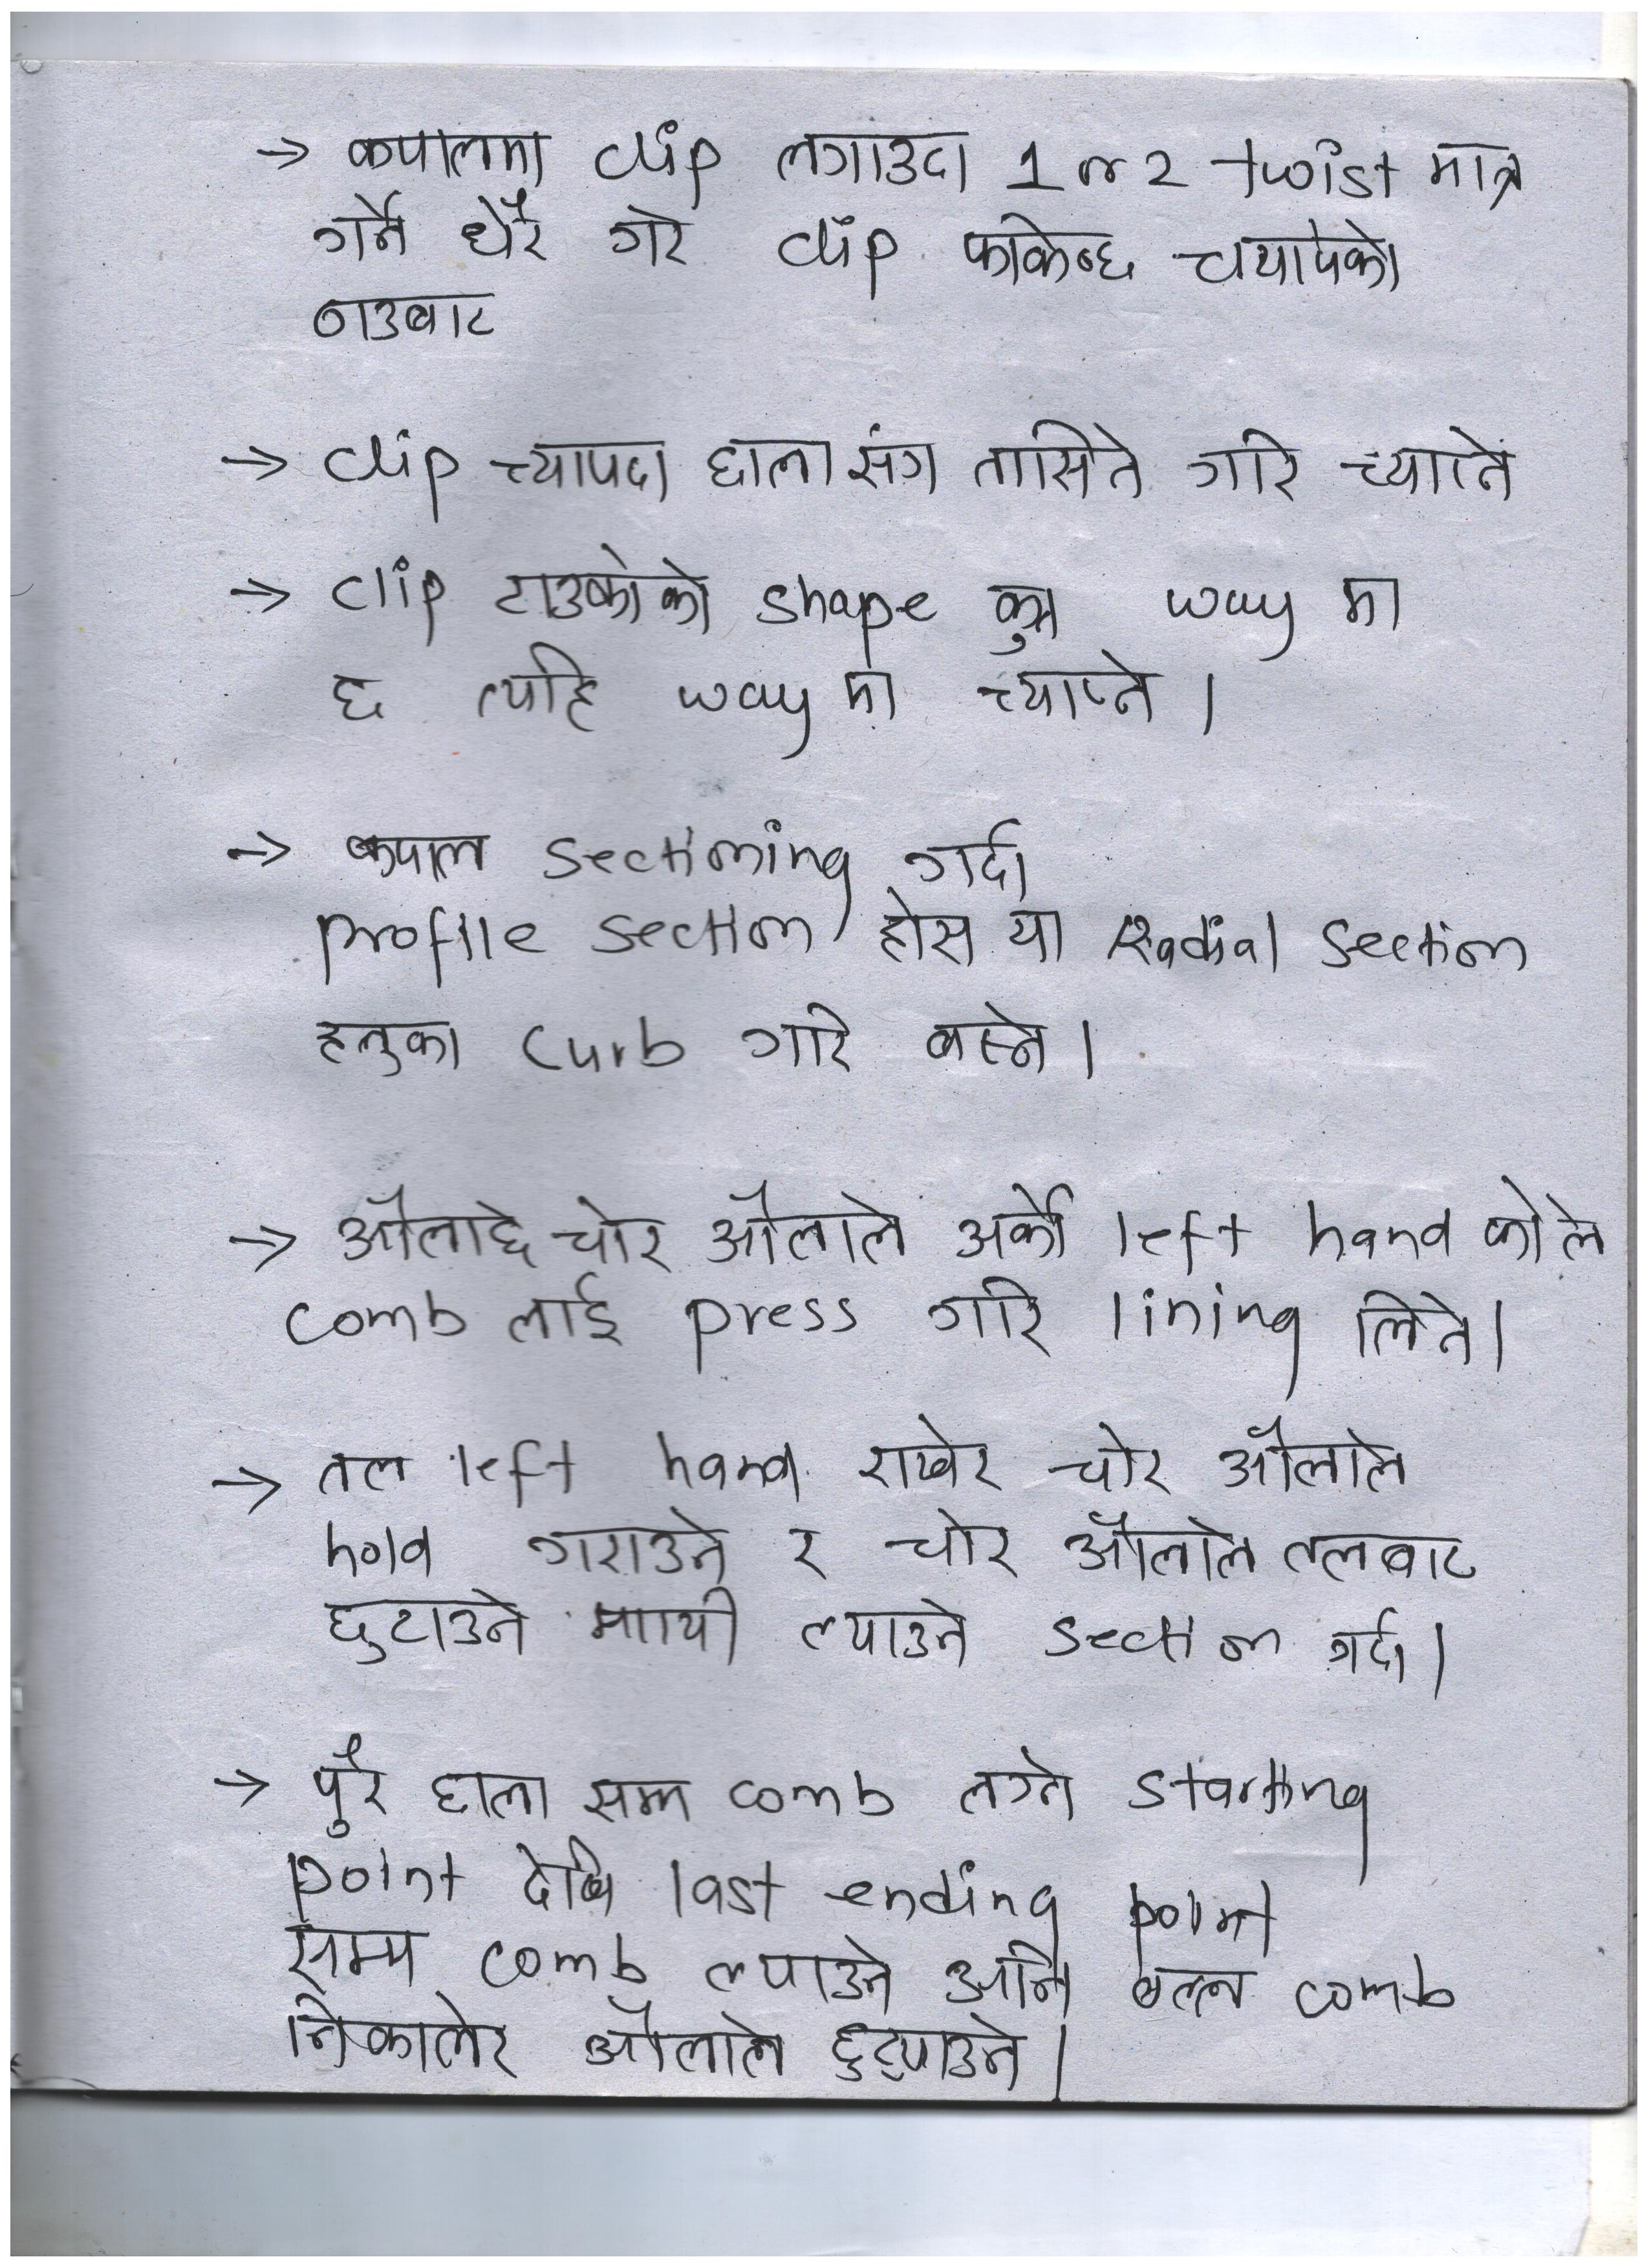 → कपालमा clip लगाउदा 1 or 2 twist मात्र
गर्ने धेरै गरे clip फर्किन्छ च्यापेको
ठाउबाट
→ clip च्यापदा छाला संग तासिने गरि च्याप्ने
→ clip टाउकोको shape कुन way मा
छ त्यहि way मा च्याप्ने ।
→ कपाल sectioning गर्दा
profile section होस या Radial section
हलुका curb गरि बस्ने ।
→ औलाछे चोर औलाले अर्को left hand को ले
comb लाई press गरि lining लिने ।
→ तल left hand राखेर चोर औलाले
hold गराउने र चोर औलाले तलबाट
छुटाउने माथी ल्याउने section गर्दा ।
→ पुरै छाला सम्म comb लग्ने starting
point देखि last ending point
सम्म comb ल्याउने अनि बल्ल comb
निकालेर औलाले छुट्याउने ।